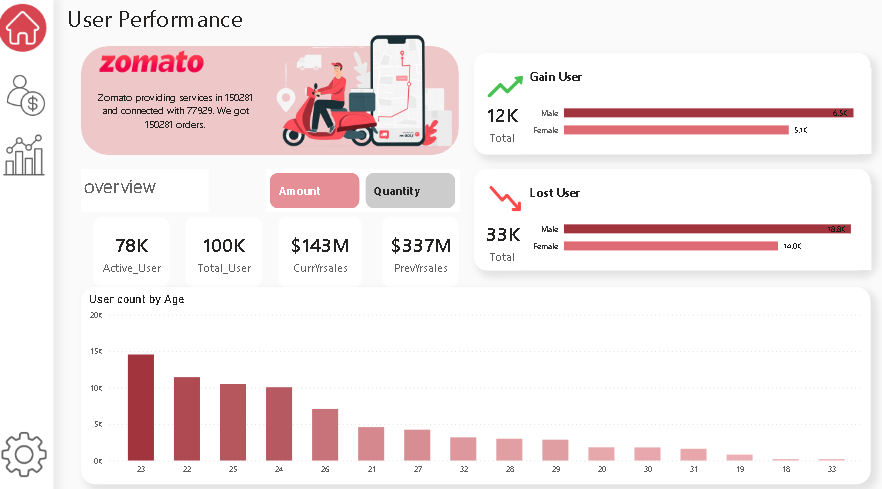 User Performance
zomato
Zomato providing services in 150281
and connected with 77929. We got
150281 orders.
Gain User
12K
Total
Male
6.5K
Female
5.1K
overview
Amount
Quantity
Lost User
33K
Total
Male
18.8K
Female
14.0K
78K
Active_User
100K
Total_User
$143M
CurrYrsales
$337M
PrevYrsales
User count by Age
20K
15K
10K
5K
0K
23 22 25 24 26 21 27 32 28 29 20 30 31 19 18 33